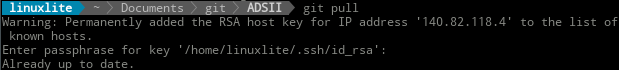 linuxlite ~ Documents git ADSII git pull
Warning: Permanently added the RSA host key for IP address '140.82.118.4' to the list of
known hosts.
Enter passphrase for key '/home/linuxlite/.ssh/id_rsa':
Already up to date.